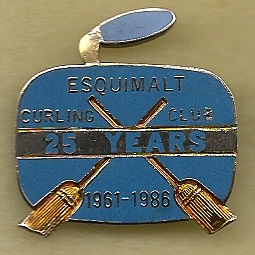 ESQUIMALT
CURLING CLUB
25 YEARS
1961-1986